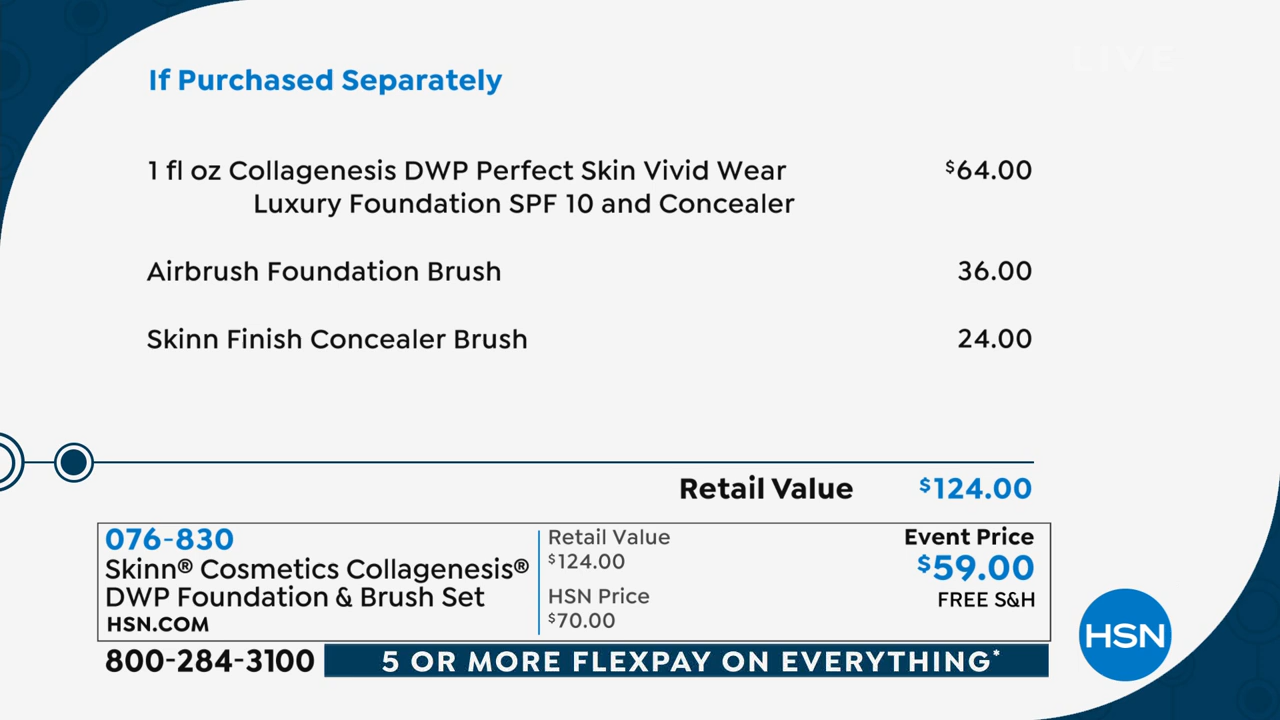 LIVE
If Purchased Separately
1 fl oz Collagenesis DWP Perfect Skin Vivid Wear $64.00
Luxury Foundation SPF 10 and Concealer
Airbrush Foundation Brush 36.00
Skinn Finish Concealer Brush 24.00
Retail Value $124.00
076-830
Skinn® Cosmetics Collagenesis®
DWP Foundation & Brush Set
HSN.COM
Retail Value
$124.00
HSN Price
$70.00
Event Price
$59.00
FREE S&H
HSN
800-284-3100
5 OR MORE FLEXPAY ON EVERYTHING*